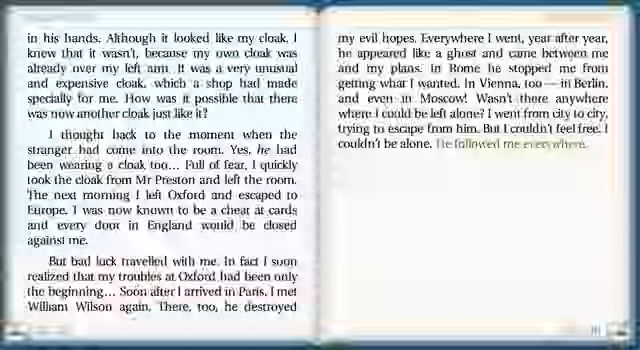 in his hands. Although it looked like my cloak, I
knew that it wasn't, because my own cloak was
already over my left arm. It was a very unusual
and expensive cloak, which a shop had made
specially for me. How was it possible that there
was now another cloak just like it?
I thought back to the moment when the
stranger had come into the room. Yes, he had
been wearing a cloak too... Full of fear, I quickly
took the cloak from Mr Preston and left the room.
The next morning I left Oxford and escaped to
Europe. I was now known to be a cheat at cards
and every door in England would be closed
against me.
But bad luck travelled with me. In fact I soon
realized that my troubles at Oxford had been only
the beginning... Soon after I arrived in Paris, I met
William Wilson again. There, too, he destroyed
my evil hopes. Everywhere I went, year after year,
he appeared like a ghost and came between me
and my plans. In Rome he stopped me from
getting what I wanted. In Vienna, too — in Berlin,
and even in Moscow! Wasn't there anywhere
where I could be left alone? I went from city to city,
trying to escape from him. But I couldn't feel free. I
couldn't be alone. He followed me everywhere.